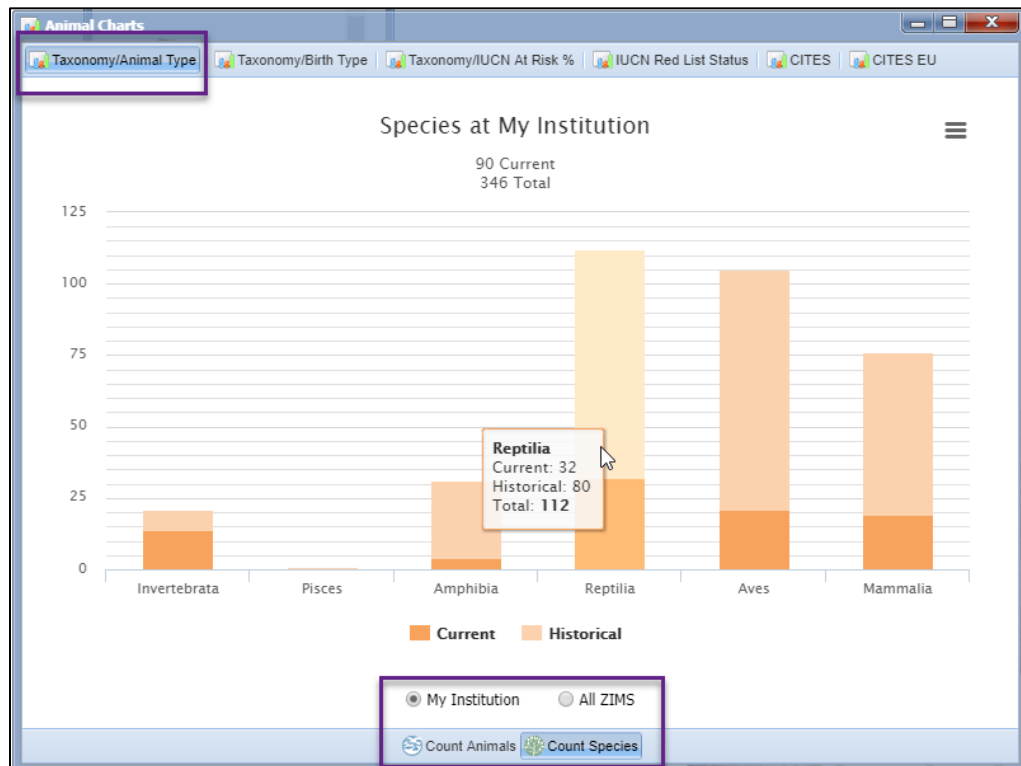 Animal Charts
Taxonomy/Animal Type Taxonomy/Birth Type Taxonomy/IUCN At Risk % IUCN Red List Status CITES CITES EU
Species at My Institution
90 Current
346 Total
125
100
75
50
25
0
Reptilia
Current: 32
Historical: 80
Total: 112
Invertebrata Pisces Amphibia Reptilia Aves Mammalia
Current Historical
My Institution All ZIMS
Count Animals Count Species